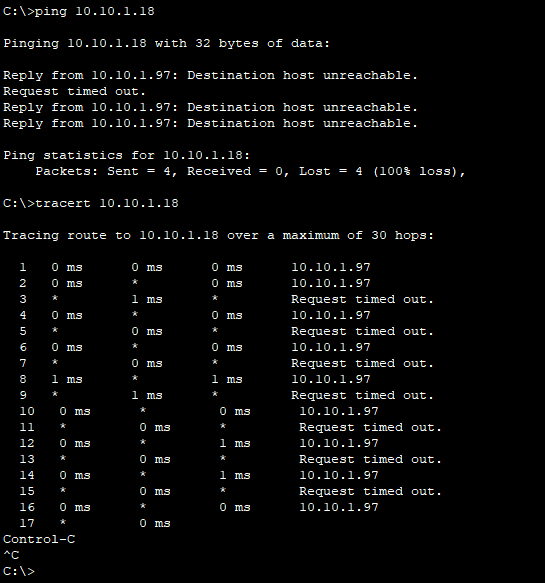 C:\>ping 10.10.1.18
Pinging 10.10.1.18 with 32 bytes of data:
Reply from 10.10.1.97: Destination host unreachable.
Request timed out.
Reply from 10.10.1.97: Destination host unreachable.
Reply from 10.10.1.97: Destination host unreachable.
Ping statistics for 10.10.1.18:
    Packets: Sent = 4, Received = 0, Lost = 4 (100% loss),
C:\>tracert 10.10.1.18
Tracing route to 10.10.1.18 over a maximum of 30 hops:
  1   0 ms      0 ms      0 ms      10.10.1.97
  2   0 ms      *         0 ms      10.10.1.97
  3   *         1 ms      *         Request timed out.
  4   0 ms      *         0 ms      10.10.1.97
  5   *         0 ms      *         Request timed out.
  6   0 ms      *         0 ms      10.10.1.97
  7   *         0 ms      *         Request timed out.
  8   1 ms      *         1 ms      10.10.1.97
  9   *         1 ms      *         Request timed out.
  10   0 ms      *         0 ms      10.10.1.97
  11   *         0 ms      *         Request timed out.
  12   0 ms      *         1 ms      10.10.1.97
  13   *         0 ms      *         Request timed out.
  14   0 ms      *         1 ms      10.10.1.97
  15   *         0 ms      *         Request timed out.
  16   0 ms      *         0 ms      10.10.1.97
  17   *         0 ms
Control-C
^C
C:\>